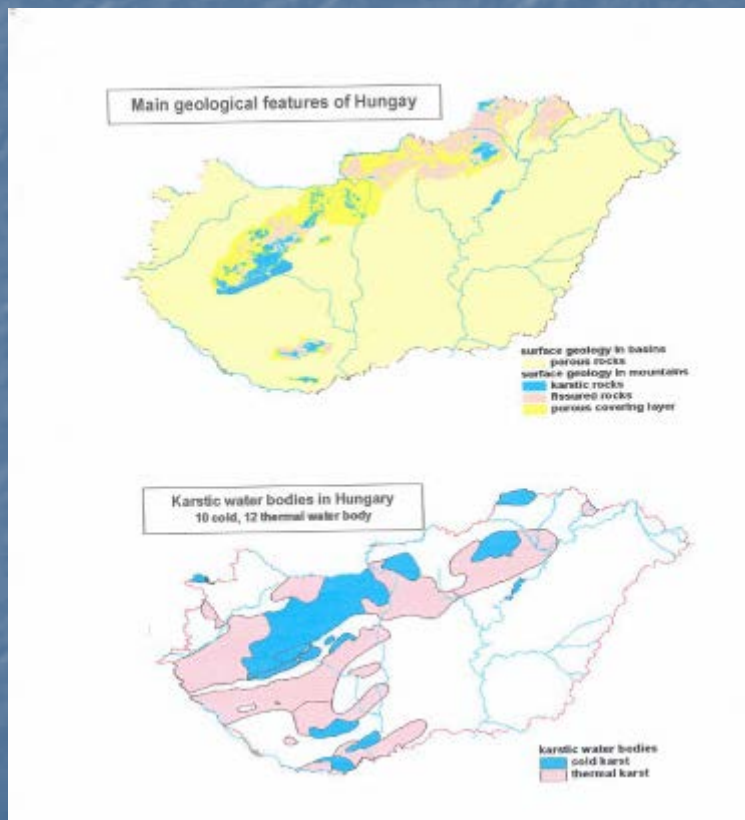 Main geological features of Hungay
surface geology in basins
porous rocks
surface geology in mountains
karstic rocks
fissured rocks
porous covering layer
Karstic water bodies in Hungary
10 cold, 12 thermal water body
karstic water bodies
cold karst
thermal karst